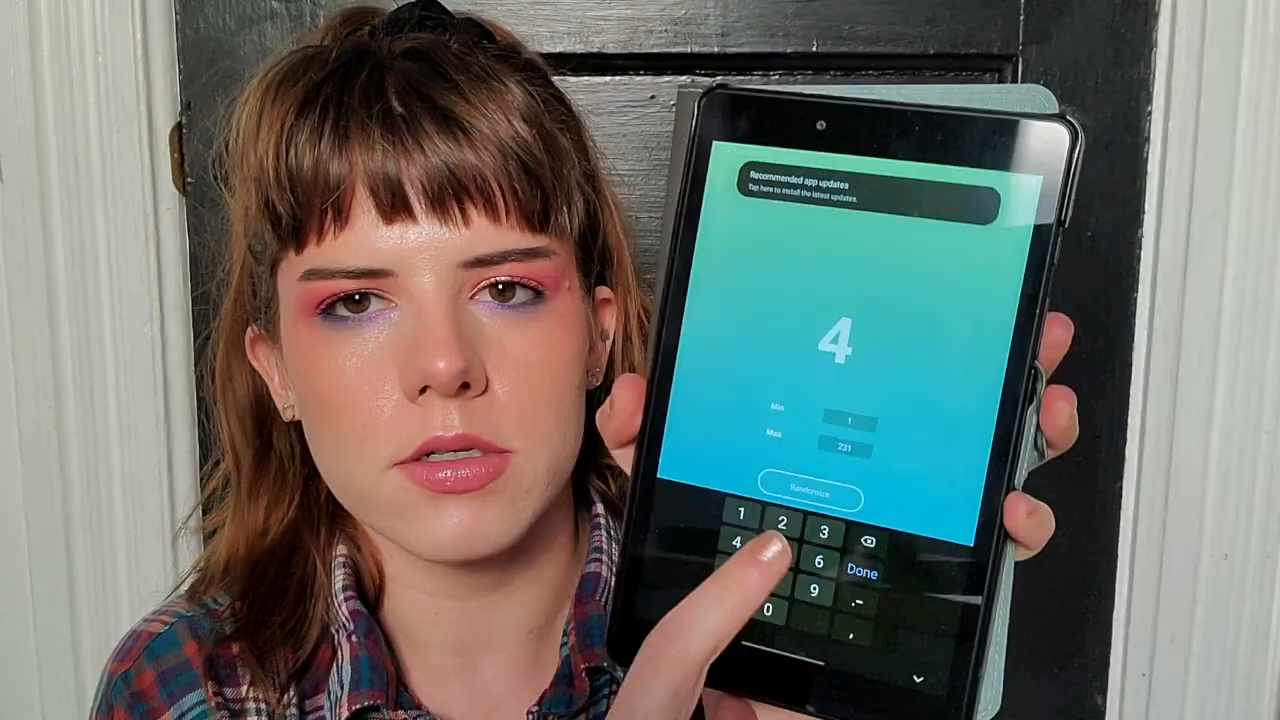 Recommended app updates
Tap here to install the latest updates.
4
Min 1
Max 231
Randomize
1 2 3
4 6 Done
9 .-
0 ,